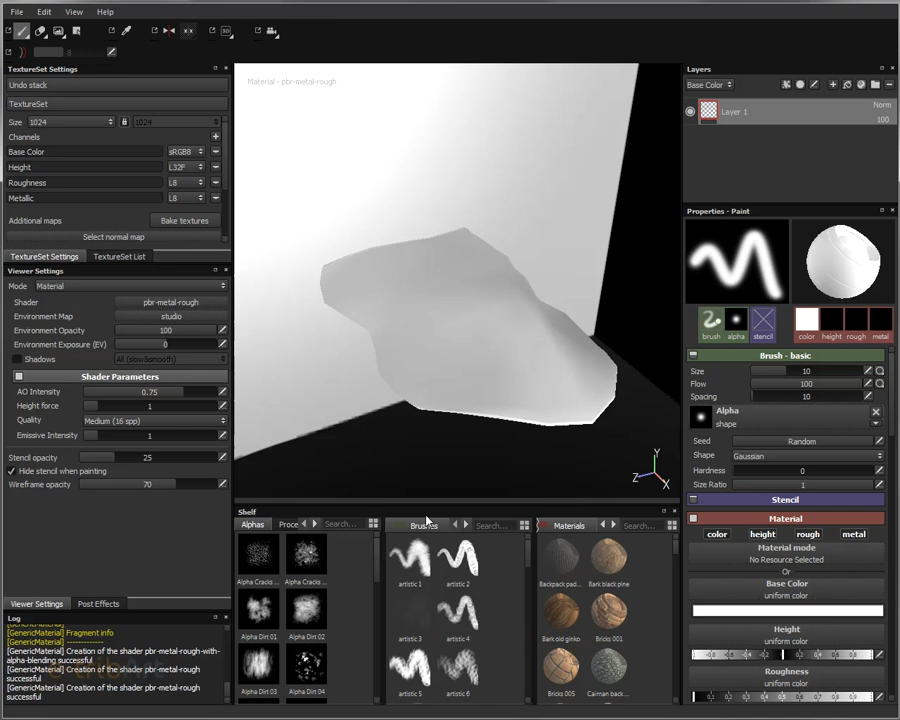 File Edit View Help
TextureSet Settings
Undo stack
TextureSet
Size 1024 1024
Channels
Base Color sRGB8
Height L32F
Roughness L8
Metallic L8
Additional maps Bake textures
Select normal map
TextureSet Settings TextureSet List
Viewer Settings
Mode Material
Shader pbr-metal-rough
Environment Map studio
Environment Opacity 100
Environment Exposure (EV) 0
Shadows All (slow&smooth)
Shader Parameters
AO Intensity 0.75
Height force 1
Quality Medium (16 spp)
Emissive Intensity 1
Stencil opacity 25
Hide stencil when painting
Wireframe opacity 70
Viewer Settings Post Effects
Log
[GenericMaterial] Fragment info
[GenericMaterial] ------------
[GenericMaterial] Creation of the shader pbr-metal-rough-with-
alpha-blending successful
[GenericMaterial] Creation of the shader pbr-metal-rough
successful
[GenericMaterial] Creation of the shader pbr-metal-rough
successful
Material - pbr-metal-rough
Y
Z X
Shelf
Alphas Proce Search...
Alpha Cracks ...
Alpha Cracks ...
Alpha Dirt 01 Alpha Dirt 02
Alpha Dirt 03 Alpha Dirt 04
Brushes Search...
artistic 1 artistic 2
artistic 3 artistic 4
artistic 5 artistic 6
Materials Search...
Backpack pad... Bark black pine
Bark old ginko Bricks 001
Bricks 005 Caiman back...
Layers
Base Color
Layer 1 Norm
100
Properties - Paint
brush alpha stencil color height rough metal
Brush - basic
Size 10
Flow 100
Spacing 10
Alpha
shape
Seed Random
Shape Gaussian
Hardness 0
Size Ratio 1
Stencil
Material
color height rough metal
Material mode
No Resource Selected
Or
Base Color
uniform color
Height
uniform color
Roughness
uniform color